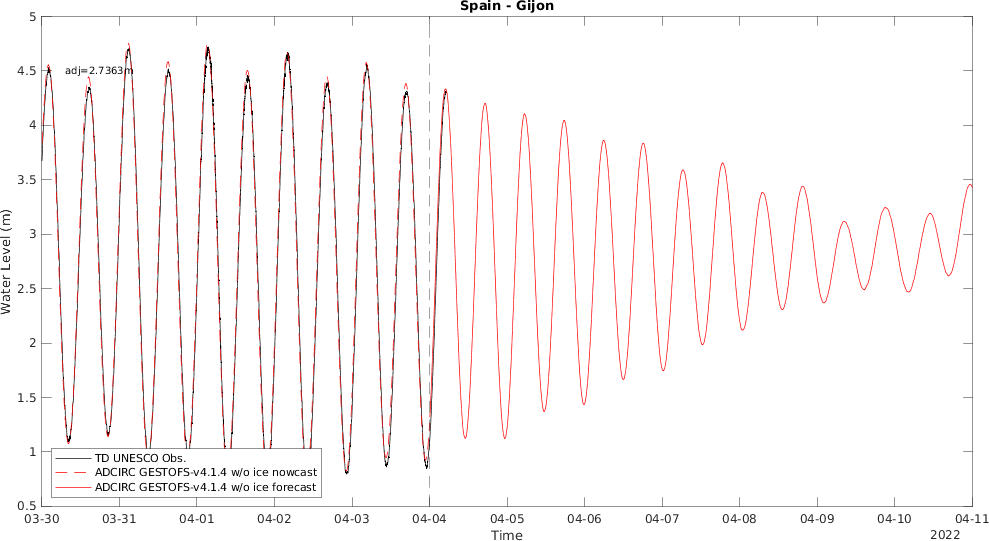 Spain - Gijon
5
4.5
4
3.5
3
2.5
2
1.5
1
0.5
Water Level (m)
adj=2.7363m
TD UNESCO Obs.
ADCIRC GESTOFS-v4.1.4 w/o ice nowcast
ADCIRC GESTOFS-v4.1.4 w/o ice forecast
03-30 03-31 04-01 04-02 04-03 04-04 04-05 04-06 04-07 04-08 04-09 04-10 04-11
Time
2022